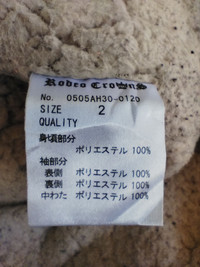 Rodeo Crowns
No. 0505AH30-0120
SIZE 2
QUALITY
身頃部分
ポリエステル 100%
袖部分
表側 ポリエステル 100%
裏側 ポリエステル 100%
中わた ポリエステル 100%